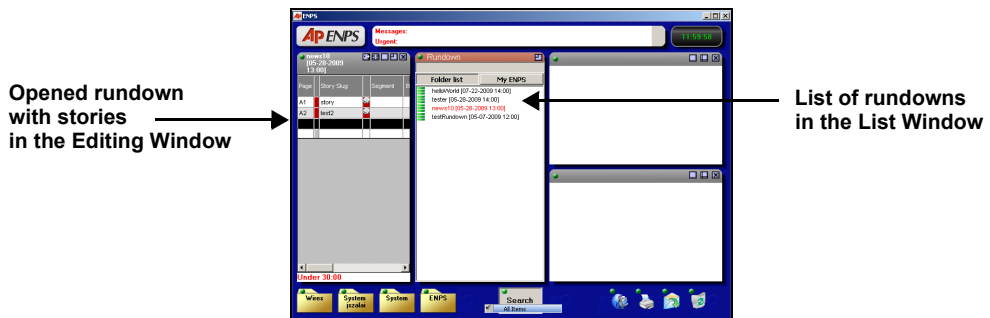 ENPS
AP ENPS
Messages:
Urgent:
11:59:58
news10
[05-28-2009
13:00]
Rundown
Folder list
My ENPS
Page
Story Slug
Segment
A1 story
A2 test2
helloWorld [07-22-2009 14:00]
tester [05-28-2009 14:00]
news10 [05-28-2009 13:00]
testRundown [05-07-2009 12:00]
Under 30:00
Wires
System
jszalai
System
ENPS
Search
All Items
Opened rundown
with stories
in the Editing Window
List of rundowns
in the List Window